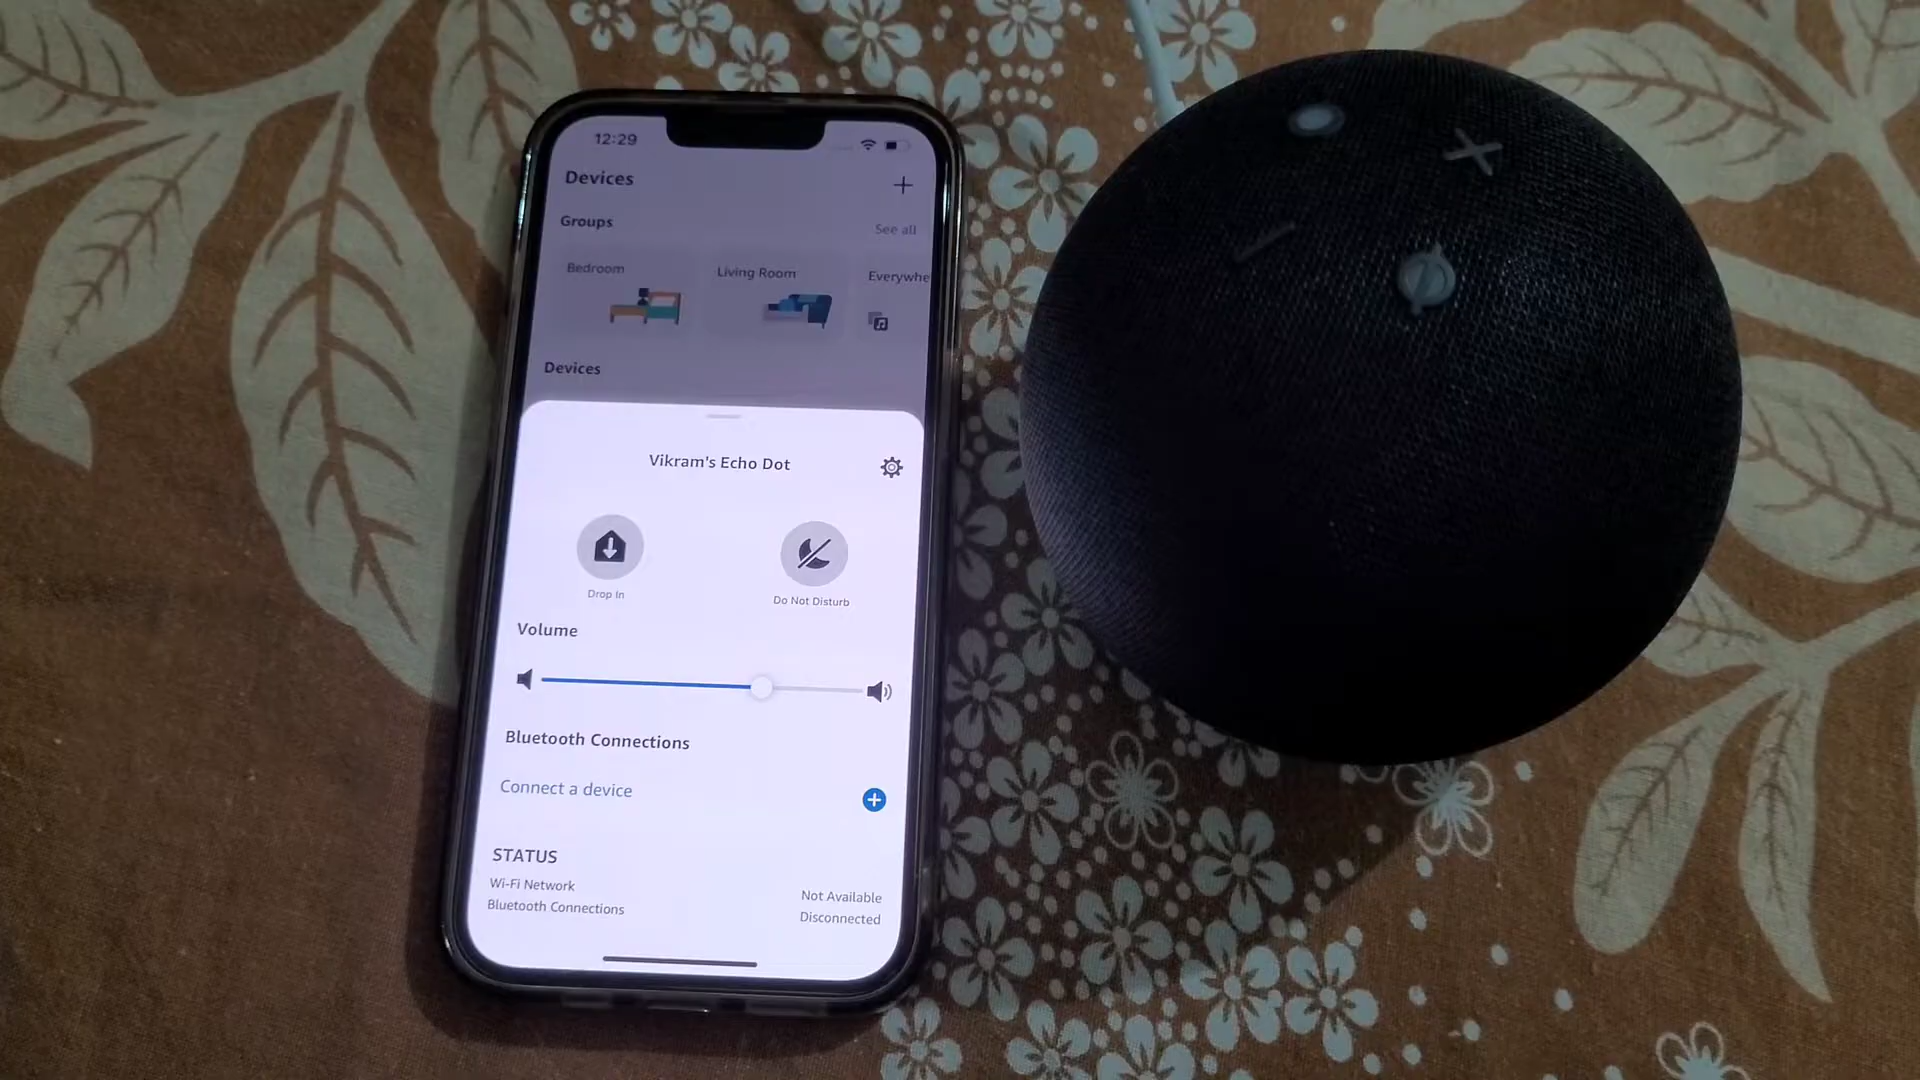 12:29
Devices
Groups
See all
Bedroom
Living Room
Everywhe
Devices
Vikram's Echo Dot
Drop In
Do Not Disturb
Volume
Bluetooth Connections
Connect a device
STATUS
Wi-Fi Network
Not Available
Bluetooth Connections
Disconnected